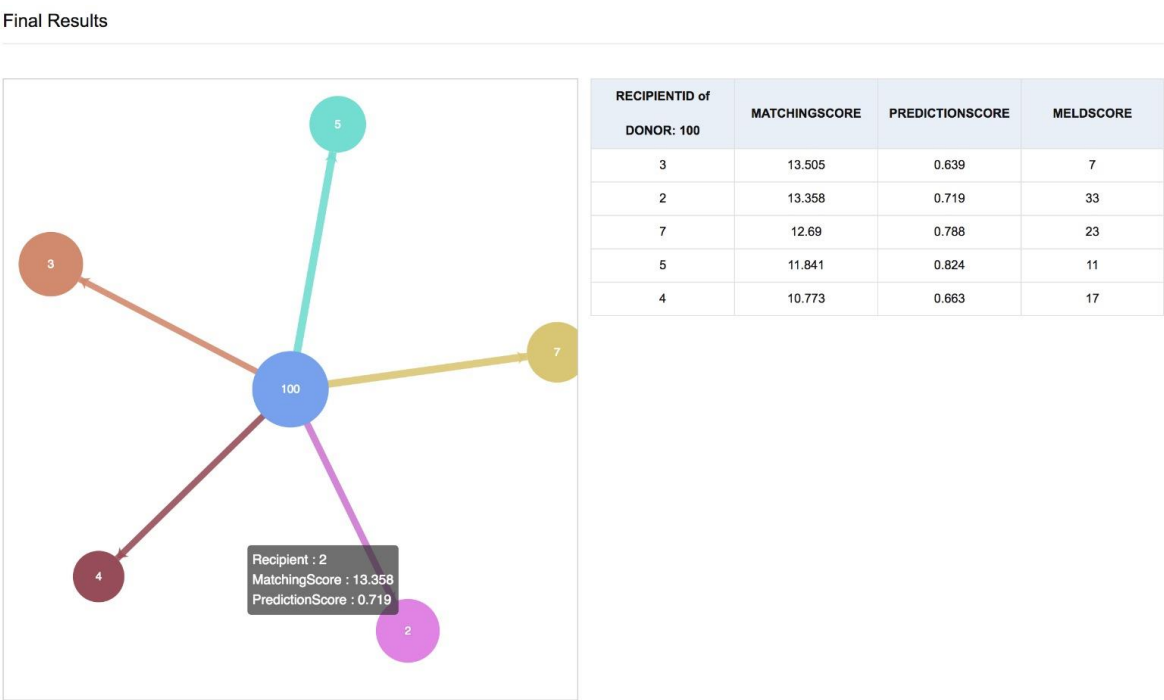 Final Results
5
3
7
100
4
Recipient : 2
MatchingScore : 13.358
PredictionScore : 0.719
2
RECIPIENTID of
DONOR: 100 MATCHINGSCORE PREDICTIONSCORE MELDSCORE
3 13.505 0.639 7
2 13.358 0.719 33
7 12.69 0.788 23
5 11.841 0.824 11
4 10.773 0.663 17